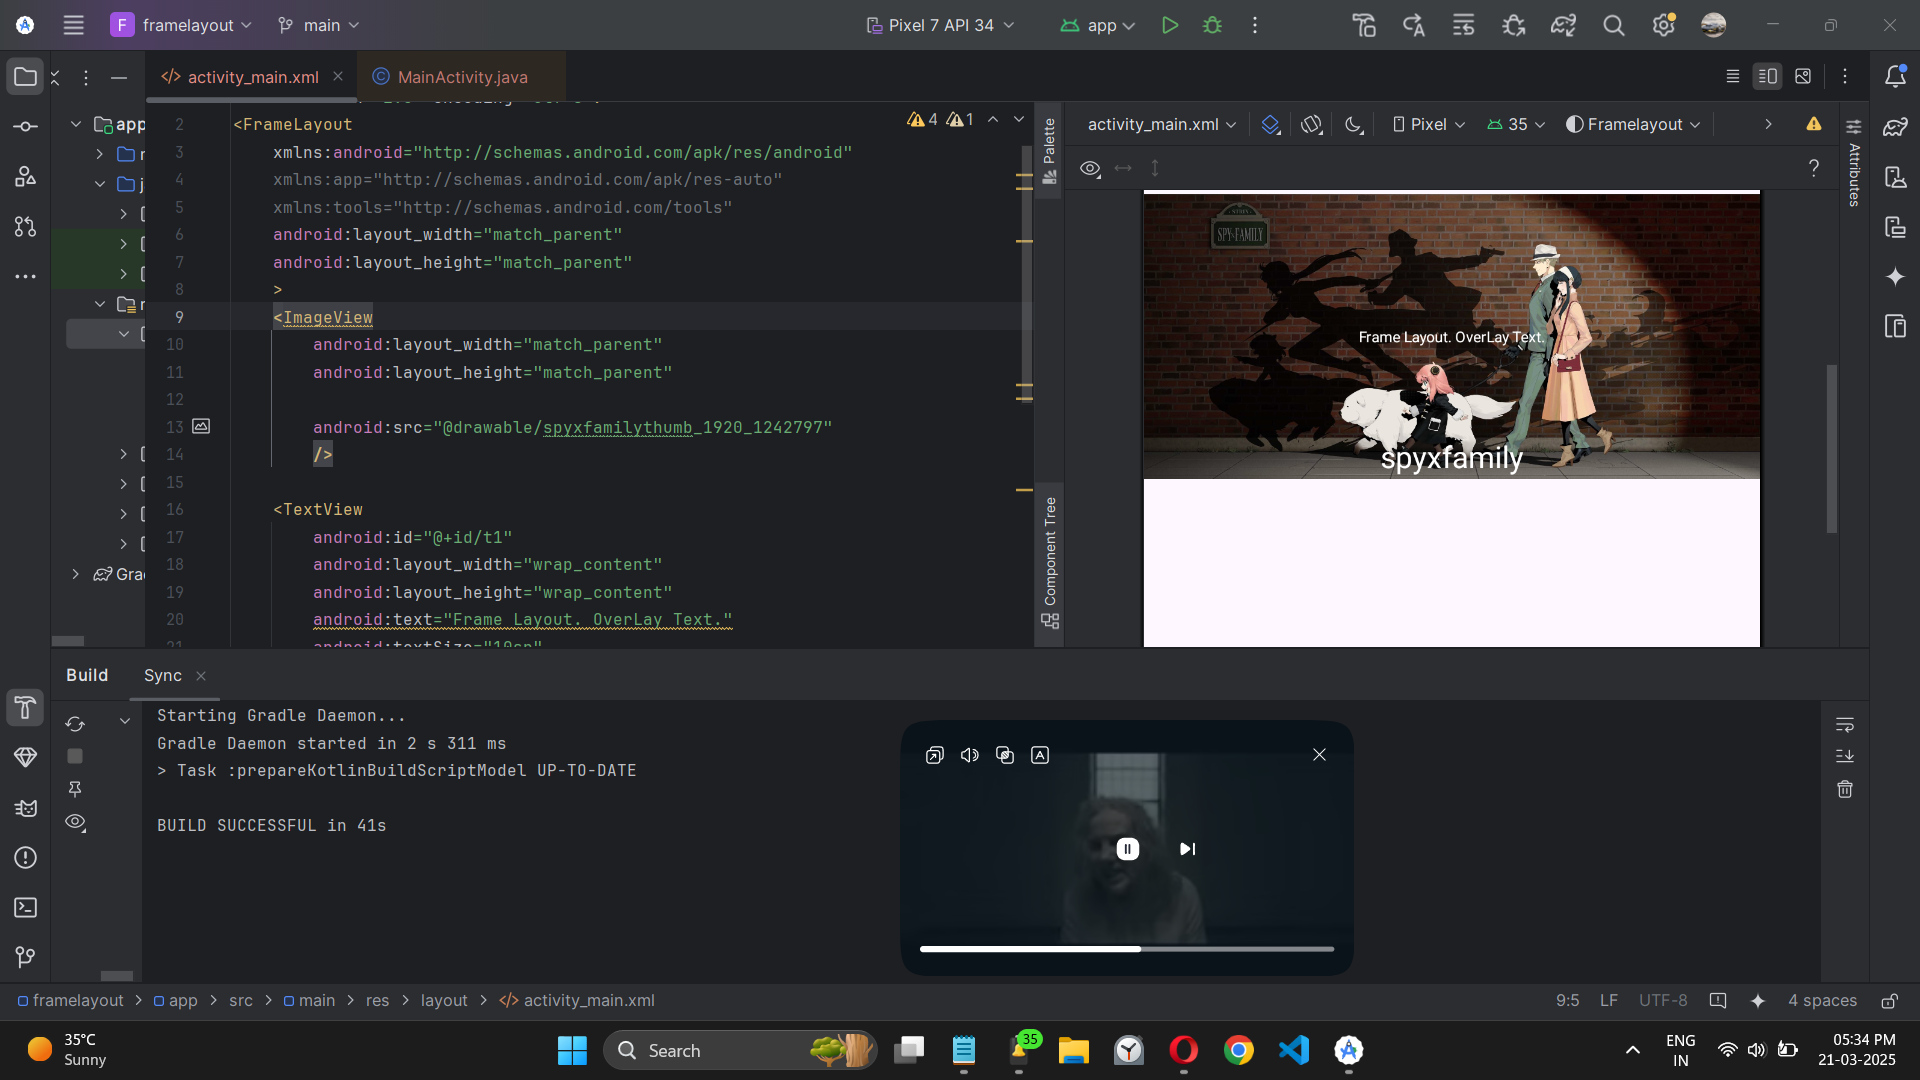 F framelayout main Pixel 7 API 34 app
activity_main.xml MainActivity.java
2 <FrameLayout 4 1
3 xmlns:android="http://schemas.android.com/apk/res/android"
4 xmlns:app="http://schemas.android.com/apk/res-auto"
5 xmlns:tools="http://schemas.android.com/tools"
6 android:layout_width="match_parent"
7 android:layout_height="match_parent"
8 >
9 <ImageView
10 android:layout_width="match_parent"
11 android:layout_height="match_parent"
12
13 android:src="@drawable/spyxfamilythumb_1920_1242797"
14 />
15
16 <TextView
17 android:id="@+id/t1"
18 android:layout_width="wrap_content"
19 android:layout_height="wrap_content"
20 android:text="Frame Layout. OverLay Text."
21 android:textSize="10sp"
app
Gra
Palette
Component Tree
activity_main.xml Pixel 35 Framelayout
?
Attributes
SPY×FAMILY
Frame Layout. OverLay Text.
spyxfamily
Build Sync
Starting Gradle Daemon...
Gradle Daemon started in 2 s 311 ms
> Task :prepareKotlinBuildScriptModel UP-TO-DATE
BUILD SUCCESSFUL in 41s
A
framelayout > app > src > main > res > layout > activity_main.xml 9:5 LF UTF-8 4 spaces
35°C
Sunny
Search
35
ENG
IN
05:34 PM
21-03-2025